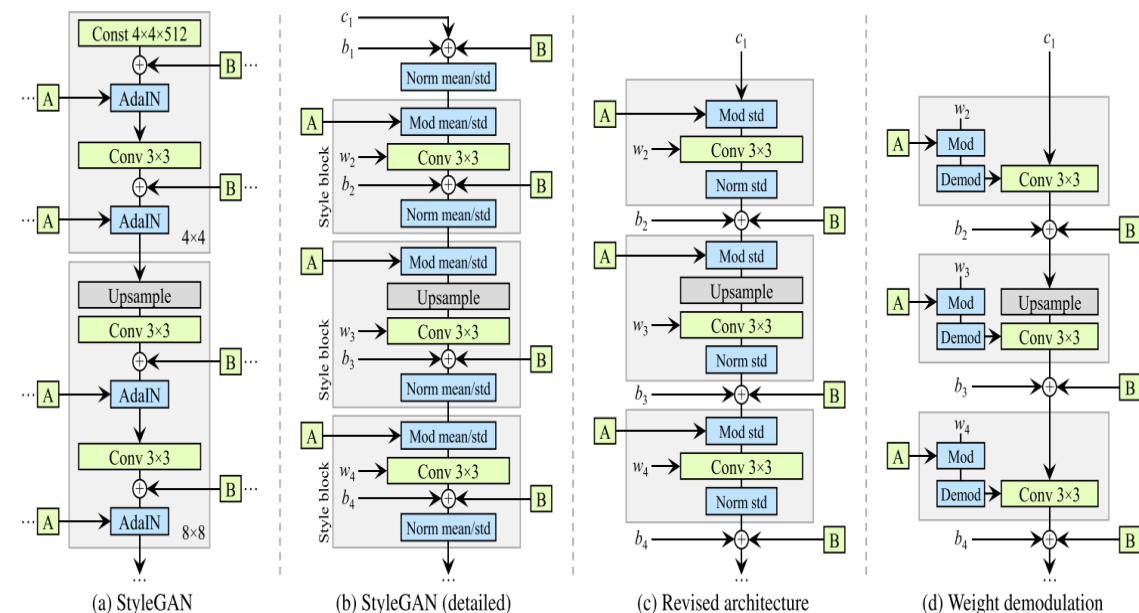 Const 4×4×512
B ...
... A
AdaIN
Conv 3×3
B ...
... A
AdaIN
4×4
Upsample
Conv 3×3
B ...
... A
AdaIN
Conv 3×3
B ...
... A
AdaIN
8×8
...
(a) StyleGAN
c1
b1
B
Norm mean/std
A
Mod mean/std
w2
Conv 3×3
b2
B
Norm mean/std
Style block
A
Mod mean/std
Upsample
w3
Conv 3×3
b3
B
Norm mean/std
Style block
A
Mod mean/std
w4
Conv 3×3
b4
B
Norm mean/std
Style block
...
(b) StyleGAN (detailed)
c1
A
Mod std
w2
Conv 3×3
Norm std
b2
B
A
Mod std
Upsample
w3
Conv 3×3
Norm std
b3
B
A
Mod std
w4
Conv 3×3
Norm std
b4
B
...
(c) Revised architecture
c1
w2
A
Mod
Demod
Conv 3×3
b2
B
w3
A
Mod
Upsample
Demod
Conv 3×3
b3
B
w4
A
Mod
Demod
Conv 3×3
b4
B
...
(d) Weight demodulation